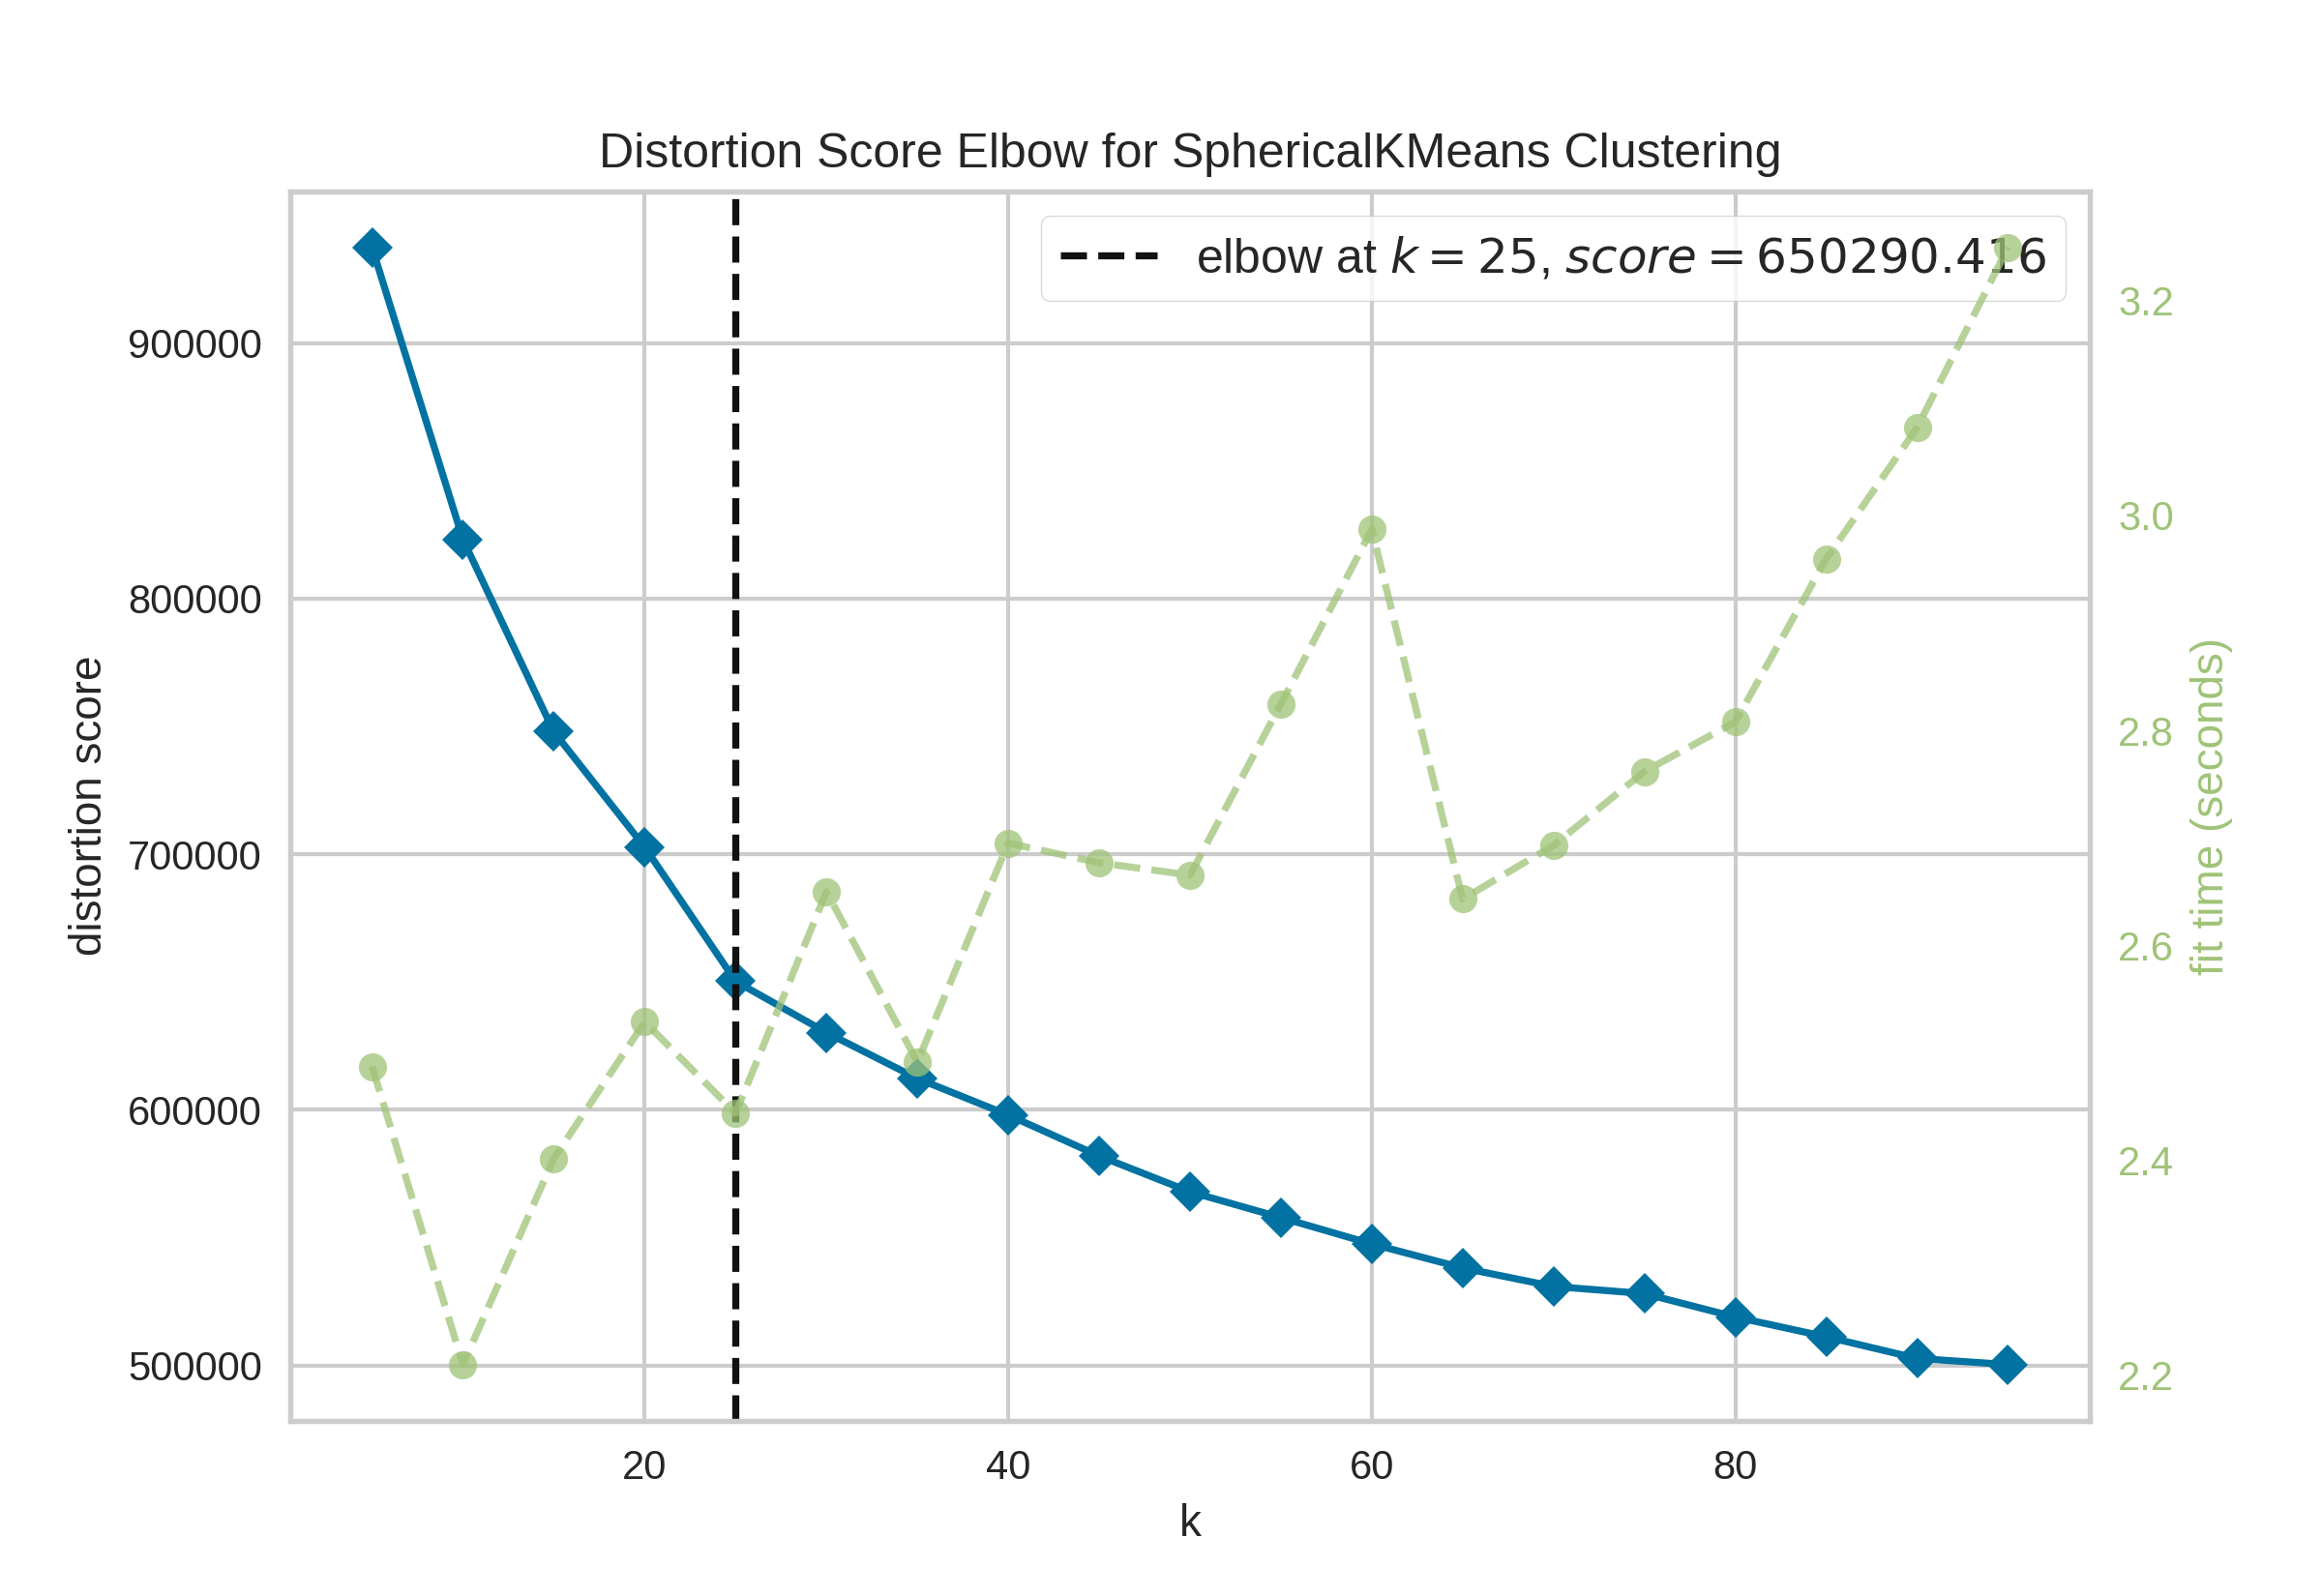 Distortion Score Elbow for SphericalKMeans Clustering
elbow at k = 25, score = 650290.416
distortion score
900000
800000
700000
600000
500000
3.2
3.0
2.8
2.6
2.4
2.2
fit time (seconds)
20 40 60 80
k